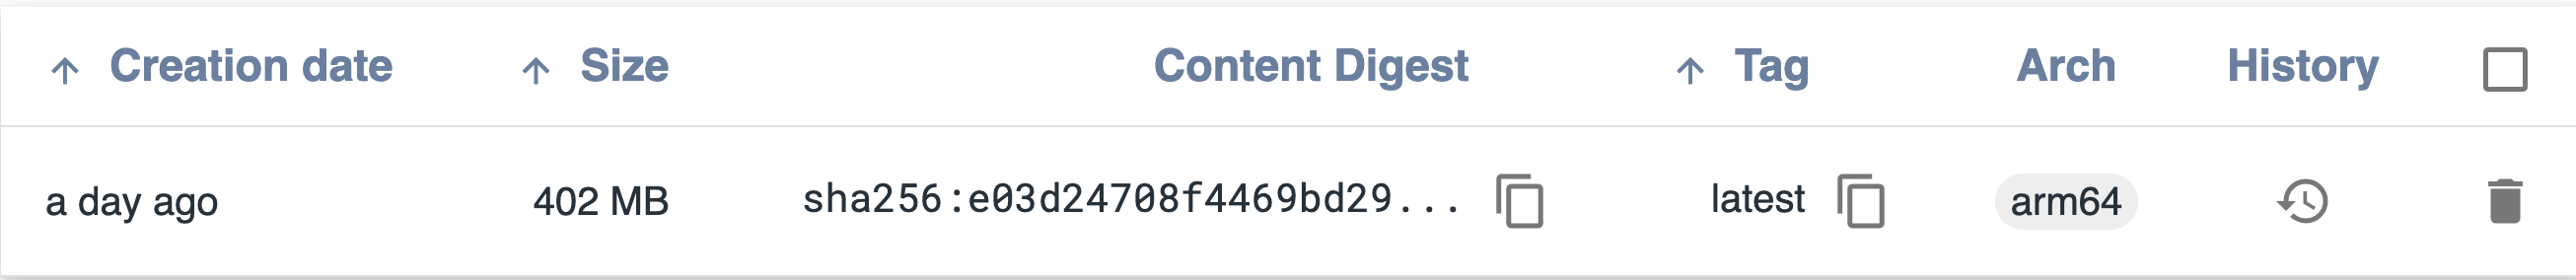 Creation date Size Content Digest Tag Arch History
a day ago 402 MB sha256:e03d24708f4469bd29... latest arm64